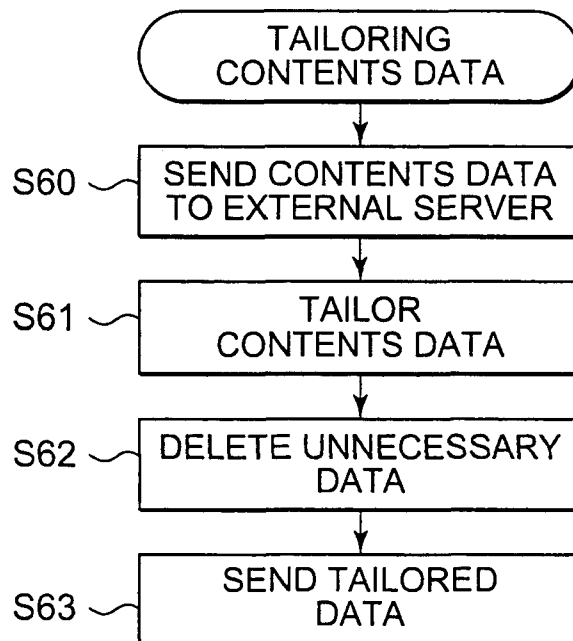 TAILORING
CONTENTS DATA
S60
SEND CONTENTS DATA
TO EXTERNAL SERVER
S61
TAILOR
CONTENTS DATA
S62
DELETE UNNECESSARY
DATA
S63
SEND TAILORED
DATA